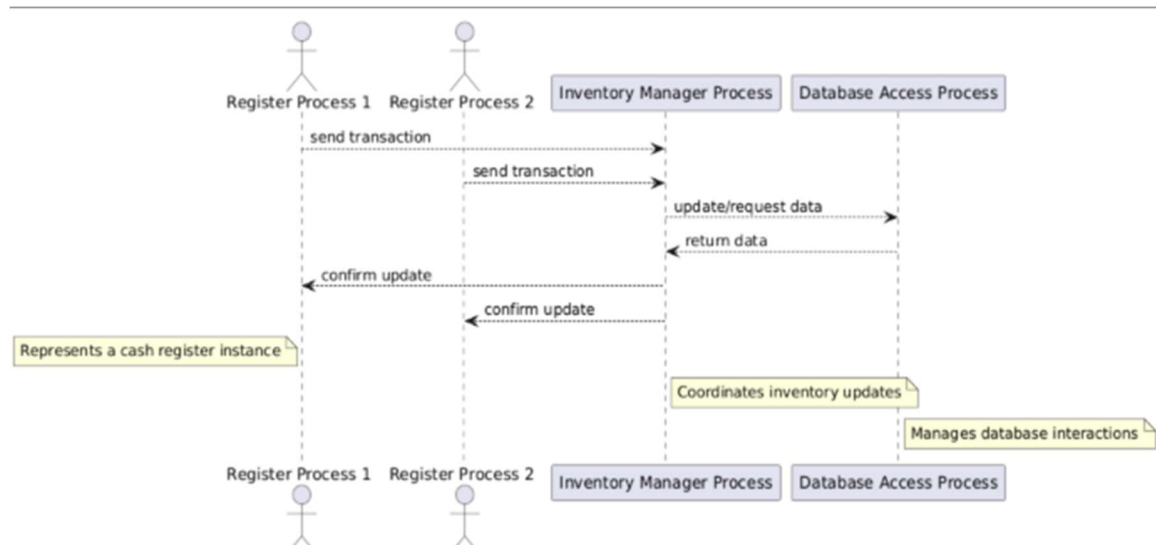 Register Process 1
Register Process 2
Inventory Manager Process
Database Access Process
send transaction
send transaction
update/request data
return data
confirm update
confirm update
Represents a cash register instance
Coordinates inventory updates
Manages database interactions
Register Process 1
Register Process 2
Inventory Manager Process
Database Access Process